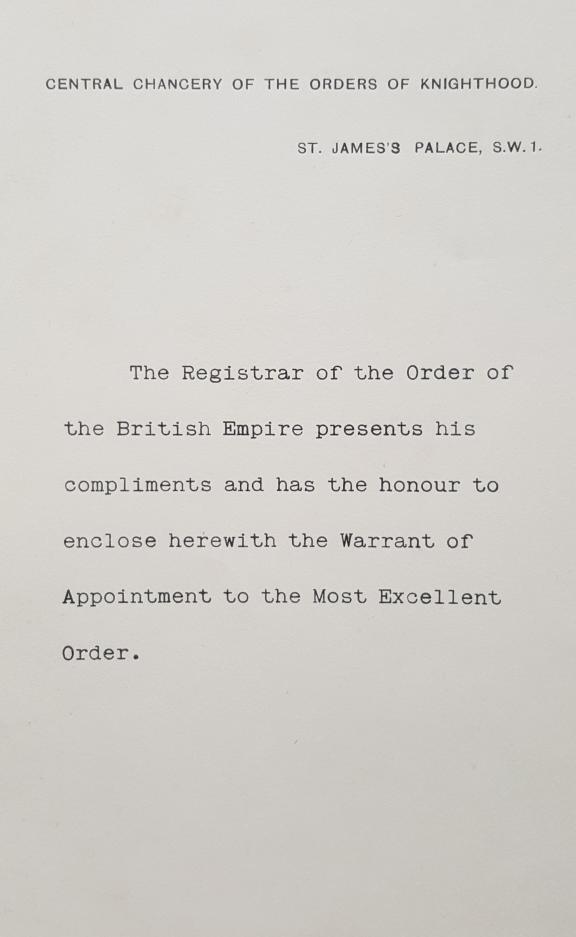 CENTRAL CHANCERY OF THE ORDERS OF KNIGHTHOOD.
ST. JAMES'S PALACE, S.W.1.
The Registrar of the Order of
the British Empire presents his
compliments and has the honour to
enclose herewith the Warrant of
Appointment to the Most Excellent
Order.